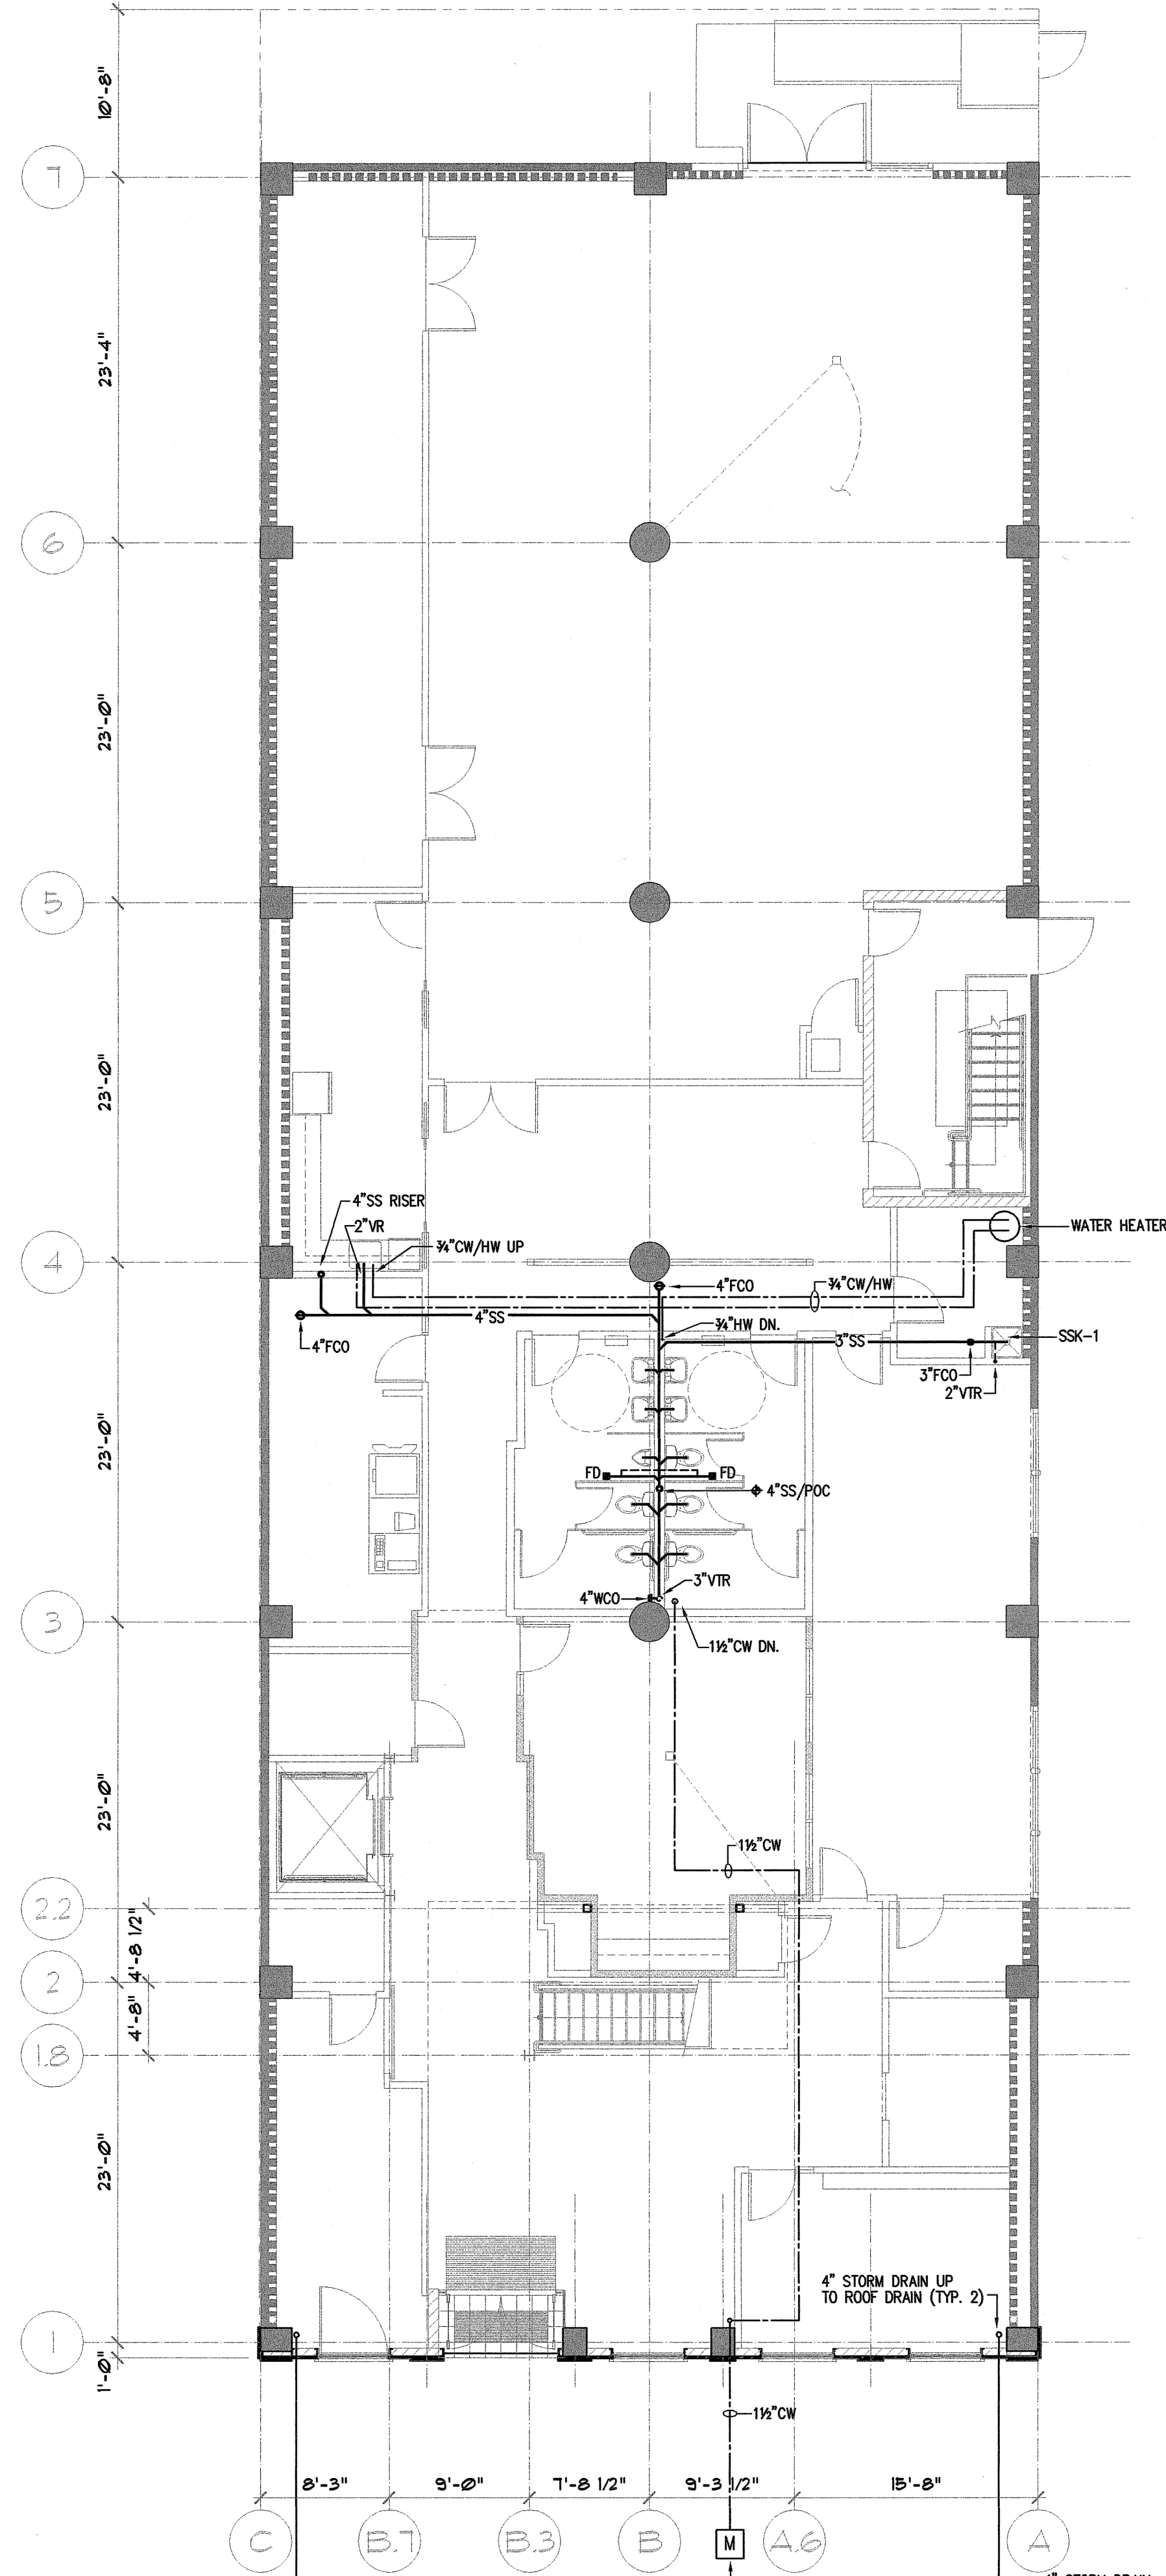 10'-8"
7
23'-4"
6
23'-0"
5
23'-0"
4"SS RISER
2"VR
¾"CW/HW UP
WATER HEATER
4
4"FCO
¾"CW/HW
4"SS
¾"HW DN.
4"FCO
3"SS
SSK-1
3"FCO
2"VTR
23'-0"
FD
FD
4"SS/POC
3"VTR
4"WCO
3
1½"CW DN.
23'-0"
1½"CW
2.2
4'-8 1/2"
2
4'-8"
1.8
23'-0"
4" STORM DRAIN UP
TO ROOF DRAIN (TYP. 2)
1
1'-0"
1½"CW
8'-3"
9'-0"
7'-8 1/2"
9'-3 1/2"
15'-8"
C
B.7
B.3
B
M
A.6
A